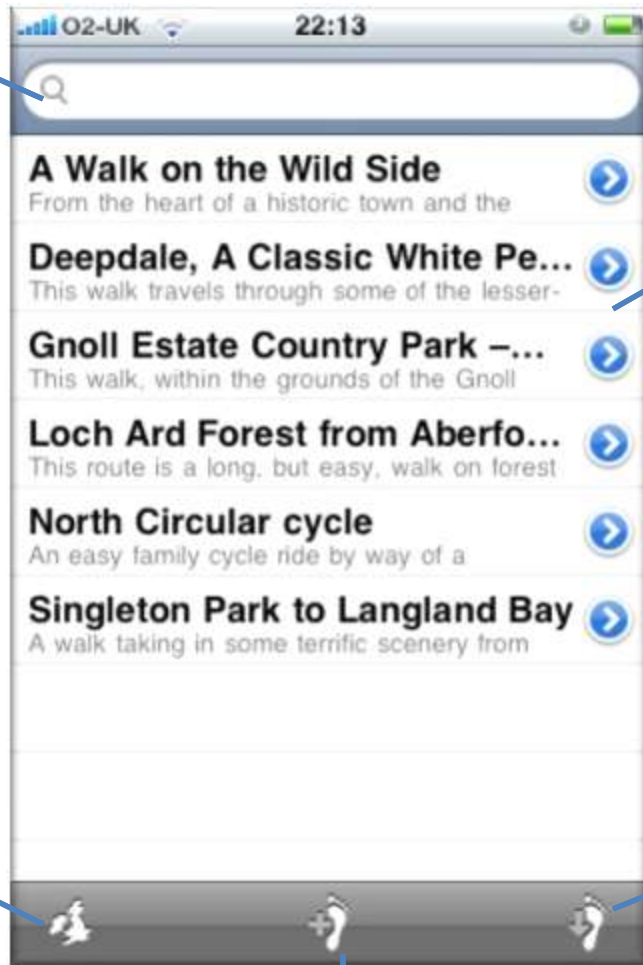 O2-UK 22:13
A Walk on the Wild Side
From the heart of a historic town and the
Deepdale, A Classic White Pe...
This walk travels through some of the lesser-
Gnoll Estate Country Park –...
This walk, within the grounds of the Gnoll
Loch Ard Forest from Aberfo...
This route is a long, but easy, walk on forest
North Circular cycle
An easy family cycle ride by way of a
Singleton Park to Langland Bay
A walk taking in some terrific scenery from